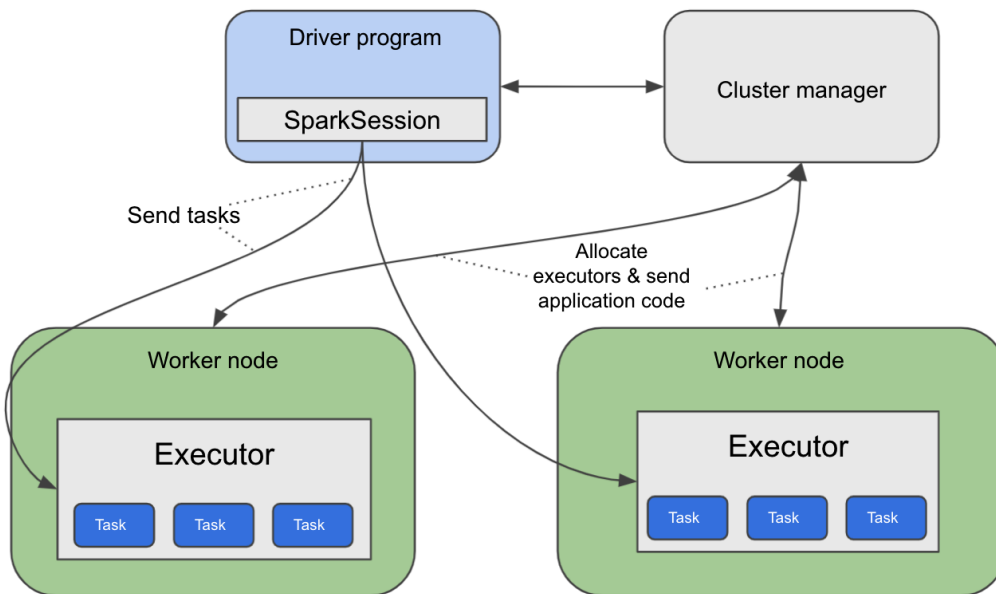 Driver program
SparkSession
Cluster manager
Send tasks
Allocate
executors & send
application code
Worker node
Executor
Task
Task
Task
Worker node
Executor
Task
Task
Task